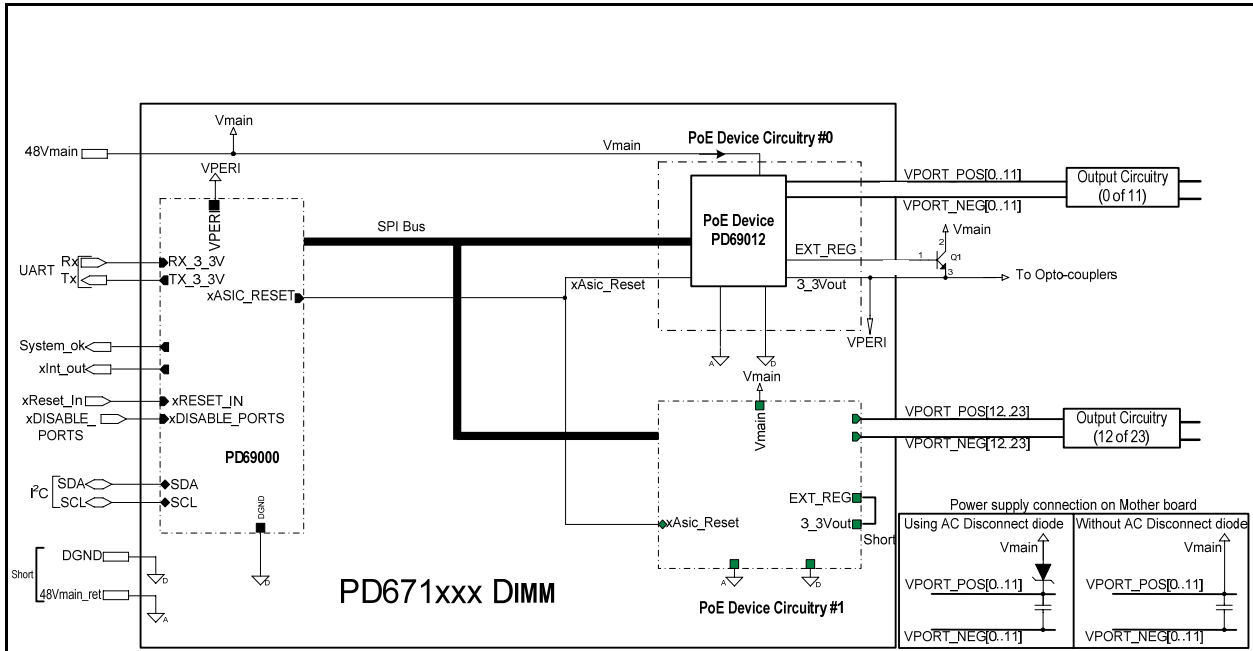 Vmain
48Vmain
Vmain
PoE Device Circuitry #0
VPERI
VPERI
SPI Bus
PoE Device
PD69012
VPORT_POS[0..11]
VPORT_NEG[0..11]
Output Circuitry
(0 of 11)
EXT_REG
Vmain
1
2
3
Q1
UART
Rx
Tx
RX_3_3V
TX_3_3V
xASIC_RESET
xAsic_Reset
3_3Vout
To Opto-couplers
VPERI
A
D
System_ok
xInt_out
xReset_In
xRESET_IN
xDISABLE_
PORTS
xDISABLE_PORTS
PD69000
I²C
SDA
SCL
SDA
SCL
DGND
D
Vmain
Vmain
VPORT_POS[12..23]
VPORT_NEG[12..23]
Output Circuitry
(12 of 23)
EXT_REG
3_3Vout
Short
xAsic_Reset
A
D
PoE Device Circuitry #1
Short
DGND
D
48Vmain_ret
A
PD671xxx DIMM
Power supply connection on Mother board
Using AC Disconnect diode
Vmain
VPORT_POS[0..11]
VPORT_NEG[0..11]
Without AC Disconnect diode
Vmain
VPORT_POS[0..11]
VPORT_NEG[0..11]